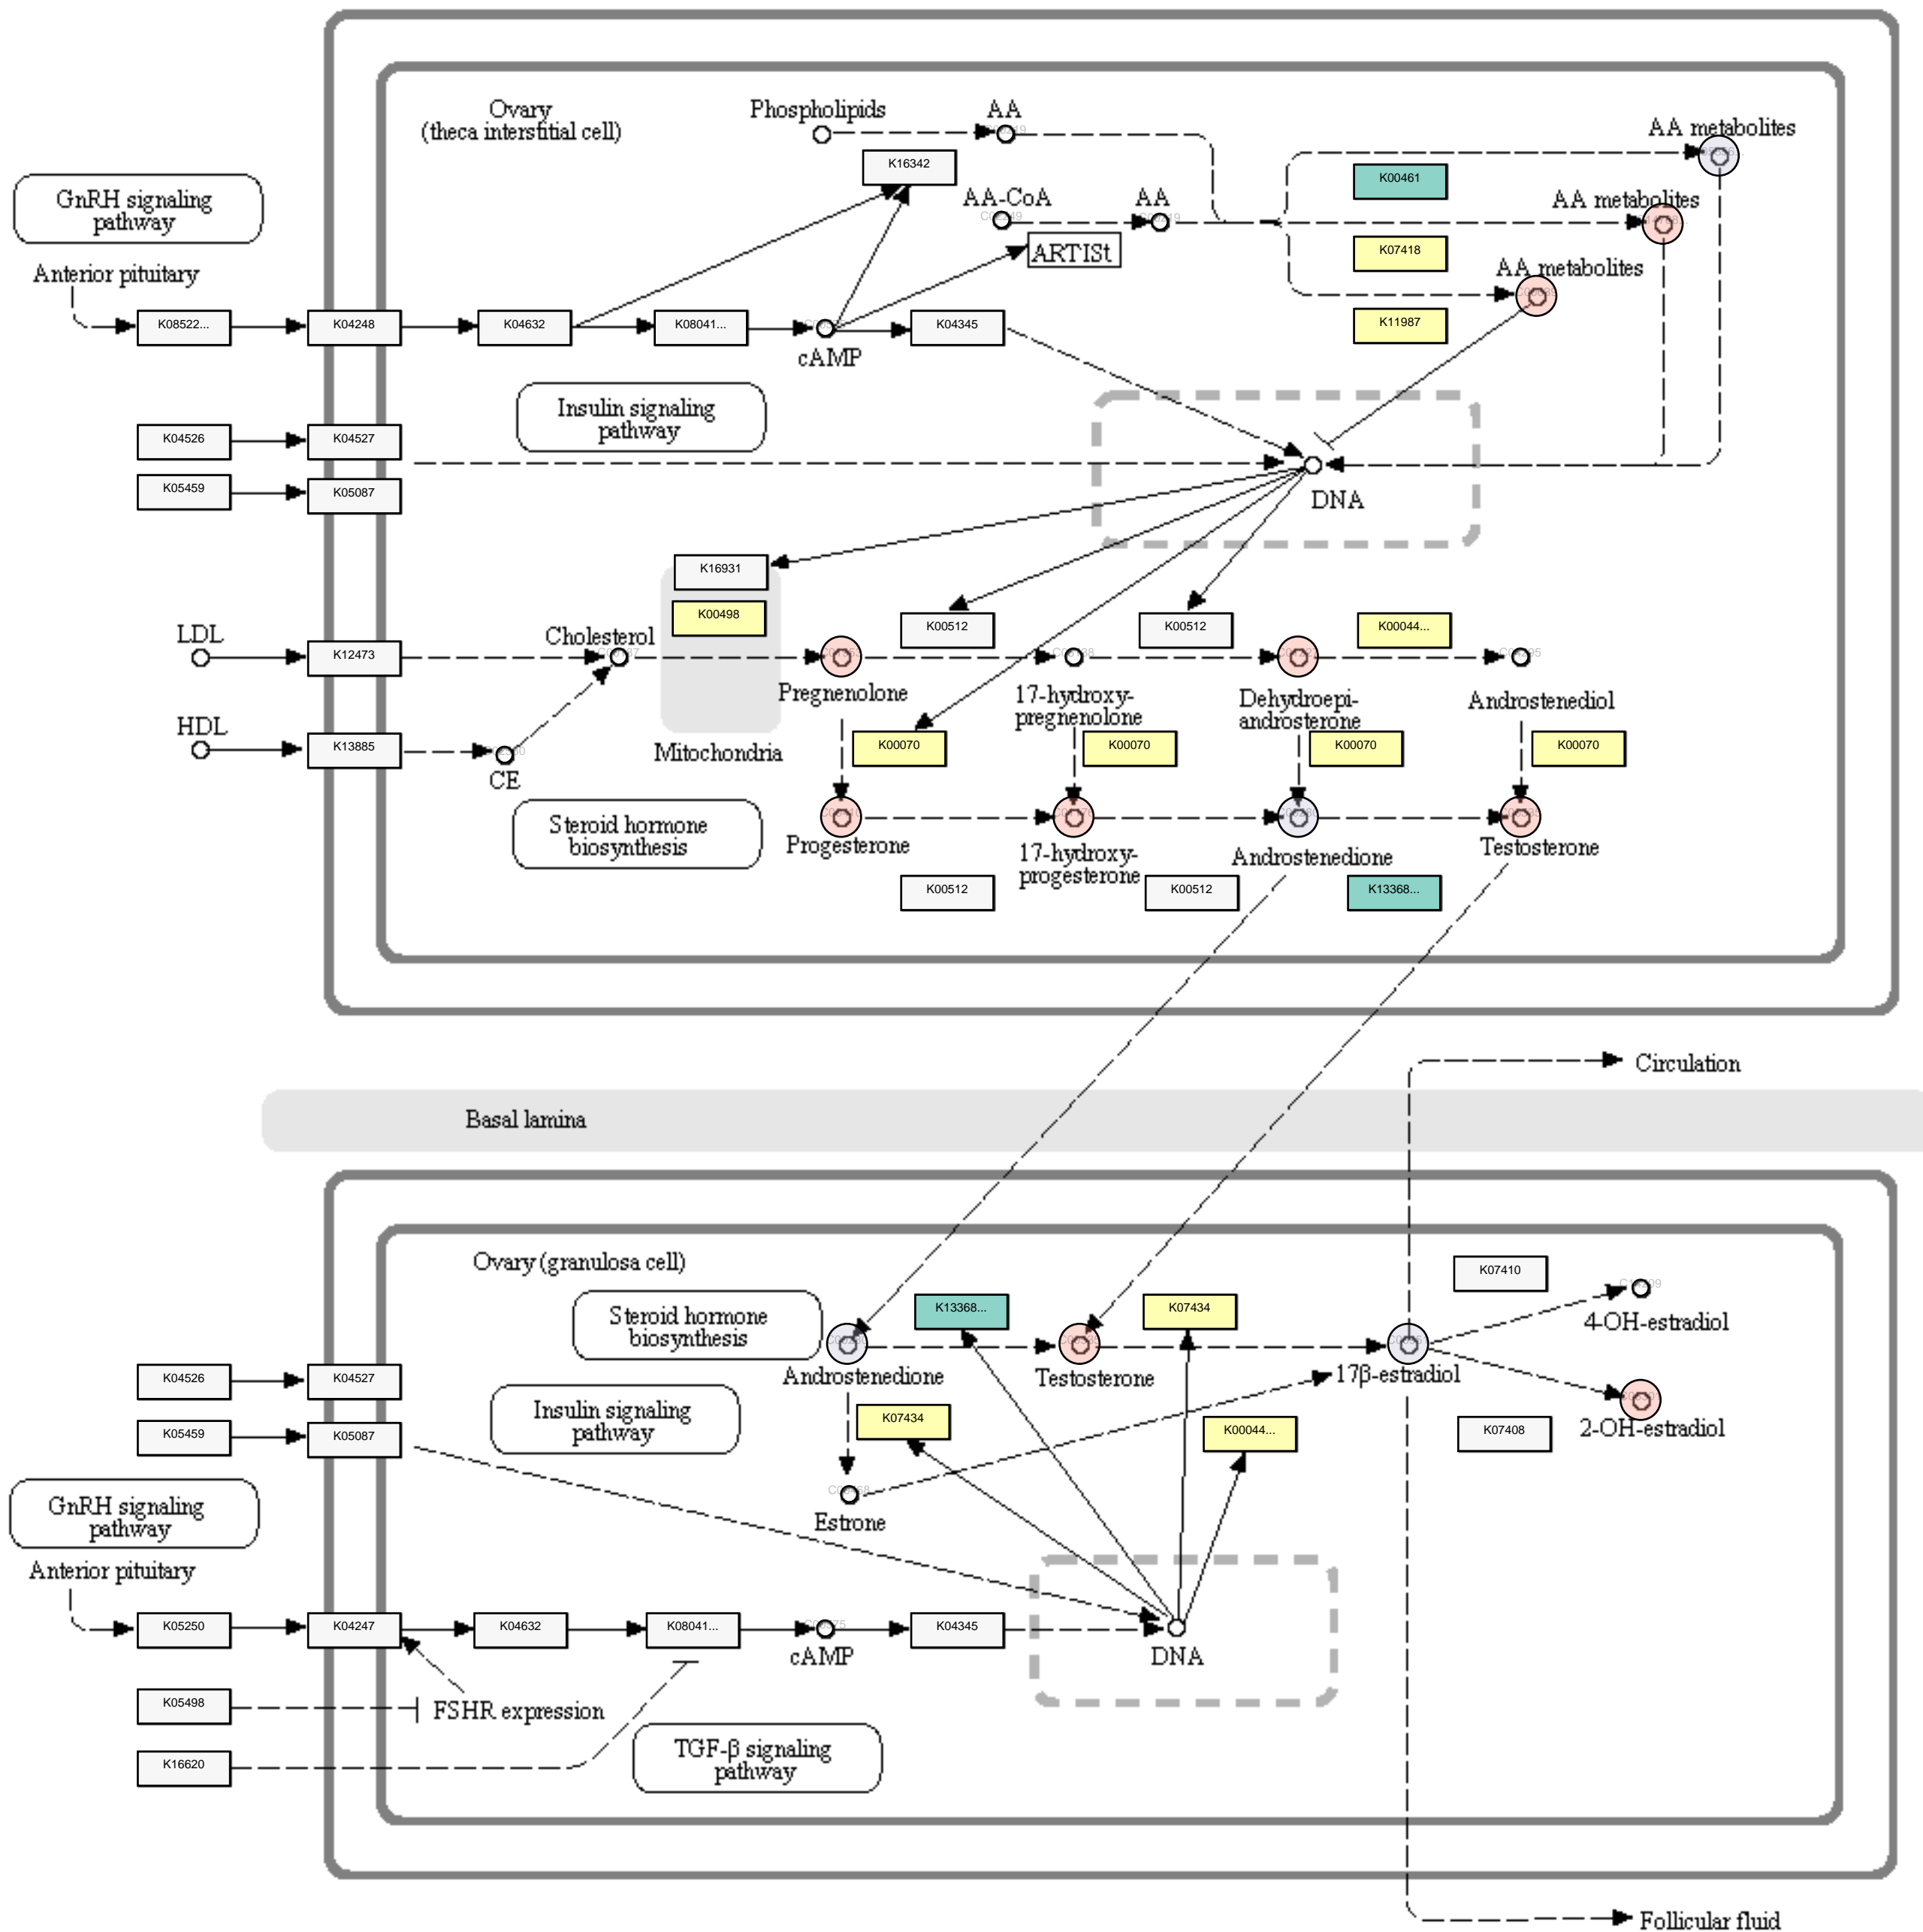 Ovary
(theca interstitial cell)
Phospholipids
AA
AA metabolites
K16342
K00461
GnRH signaling
pathway
AA-CoA
AA
AA metabolites
ARTISt
K07418
Anterior pituitary
AA metabolites
K08522...
K04248
K04632
K08041...
cAMP
K04345
K11987
Insulin signaling
pathway
K04526
K04527
K05459
K05087
DNA
K16931
K00498
K00512
K00512
K00044...
LDL
K12473
Cholesterol
Pregnenolone
17-hydroxy-
pregnenolone
Dehydroepi-
androsterone
Androstenediol
HDL
K13885
CE
Mitochondria
K00070
K00070
K00070
K00070
Steroid hormone
biosynthesis
Progesterone
17-hydroxy-
progesterone
Androstenedione
Testosterone
K00512
K00512
K13368...
Circulation
Basal lamina
Ovary (granulosa cell)
K07410
Steroid hormone
biosynthesis
K13368...
K07434
4-OH-estradiol
Androstenedione
Testosterone
17β-estradiol
K04526
K04527
Insulin signaling
pathway
K07434
K00044...
K07408
2-OH-estradiol
K05459
K05087
GnRH signaling
pathway
Estrone
Anterior pituitary
K05250
K04247
K04632
K08041...
cAMP
K04345
DNA
K05498
FSHR expression
K16620
TGF-β signaling
pathway
Follicular fluid